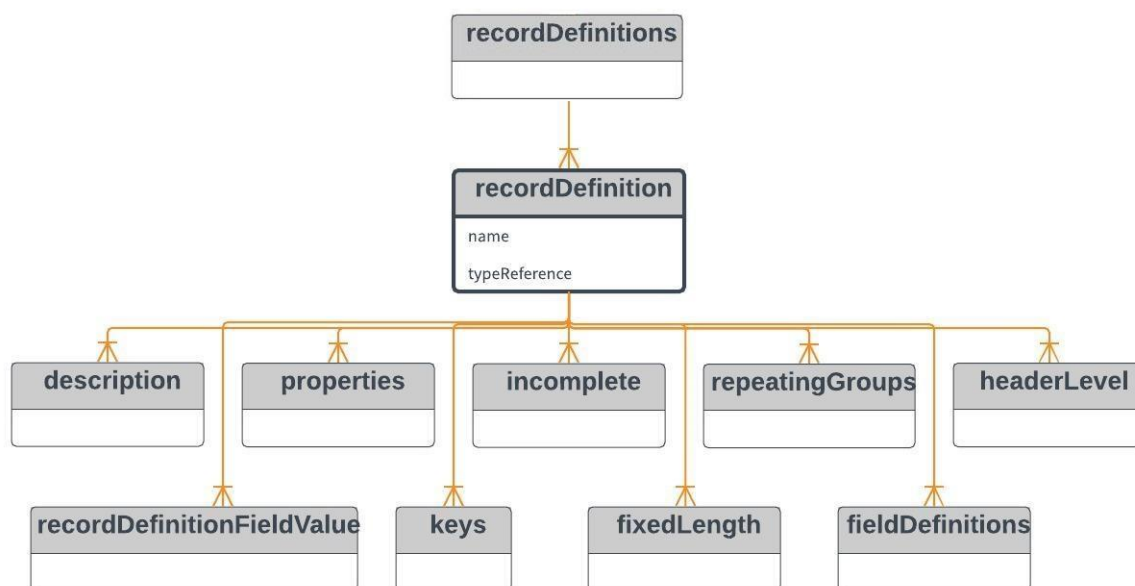 recordDefinitions
recordDefinition
name
typeReference
description
properties
incomplete
repeatingGroups
headerLevel
recordDefinitionFieldValue
keys
fixedLength
fieldDefinitions